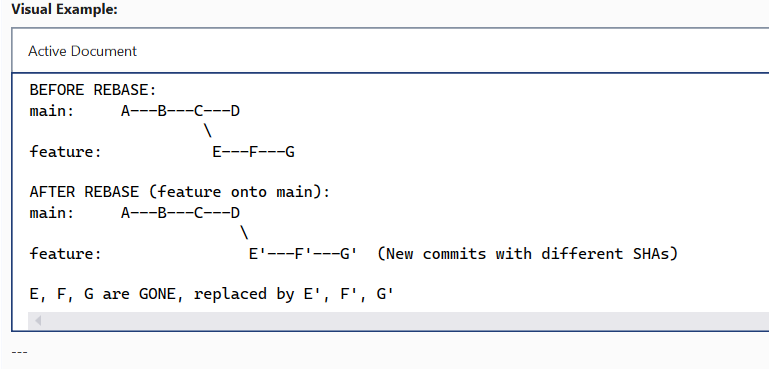 Visual Example:
Active Document
BEFORE REBASE:
main:     A---B---C---D
                   \
feature:            E---F---G
AFTER REBASE (feature onto main):
main:     A---B---C---D
                       \
feature:                E'---F'---G'  (New commits with different SHAs)
E, F, G are GONE, replaced by E', F', G'
---